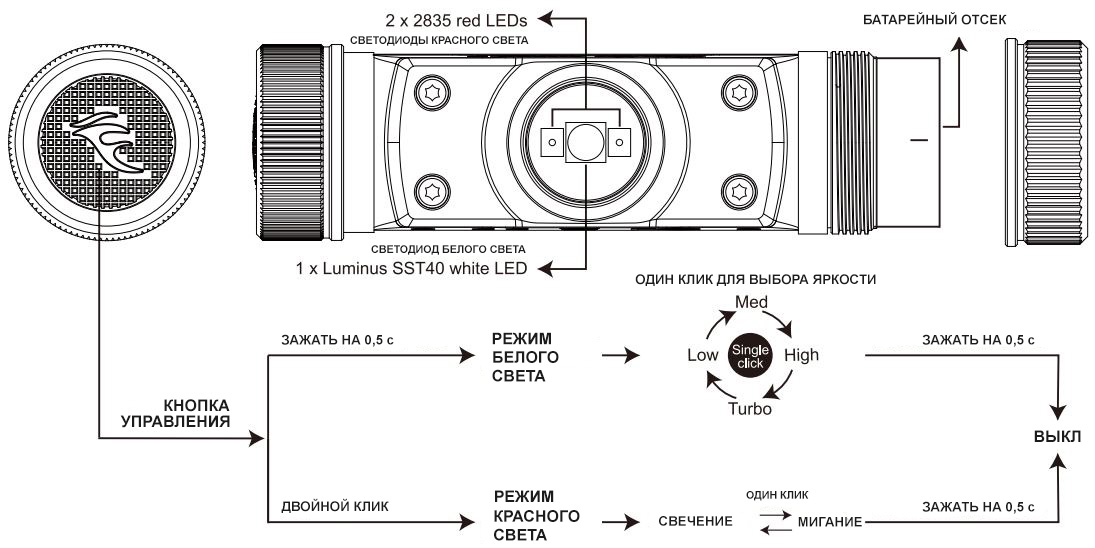 2 x 2835 red LEDs
СВЕТОДИОДЫ КРАСНОГО СВЕТА
БАТАРЕЙНЫЙ ОТСЕК
СВЕТОДИОД БЕЛОГО СВЕТА
1 x Luminus SST40 white LED
ОДИН КЛИК ДЛЯ ВЫБОРА ЯРКОСТИ
Med
ЗАЖАТЬ НА 0,5 с
РЕЖИМ
БЕЛОГО
СВЕТА
Low
Single
click
High
Turbo
ЗАЖАТЬ НА 0,5 с
КНОПКА
УПРАВЛЕНИЯ
ВЫКЛ
ДВОЙНОЙ КЛИК
РЕЖИМ
КРАСНОГО
СВЕТА
ОДИН КЛИК
СВЕЧЕНИЕ
МИГАНИЕ
ЗАЖАТЬ НА 0,5 с